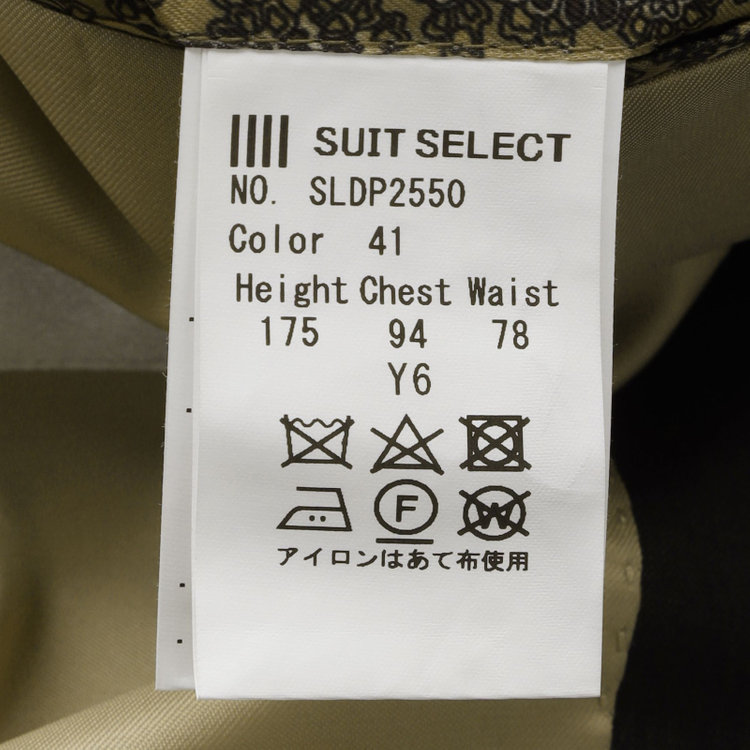 SUIT SELECT
NO. SLDP2550
Color 41
Height Chest Waist
175 94 78
Y6
F W
アイロンはあて布使用